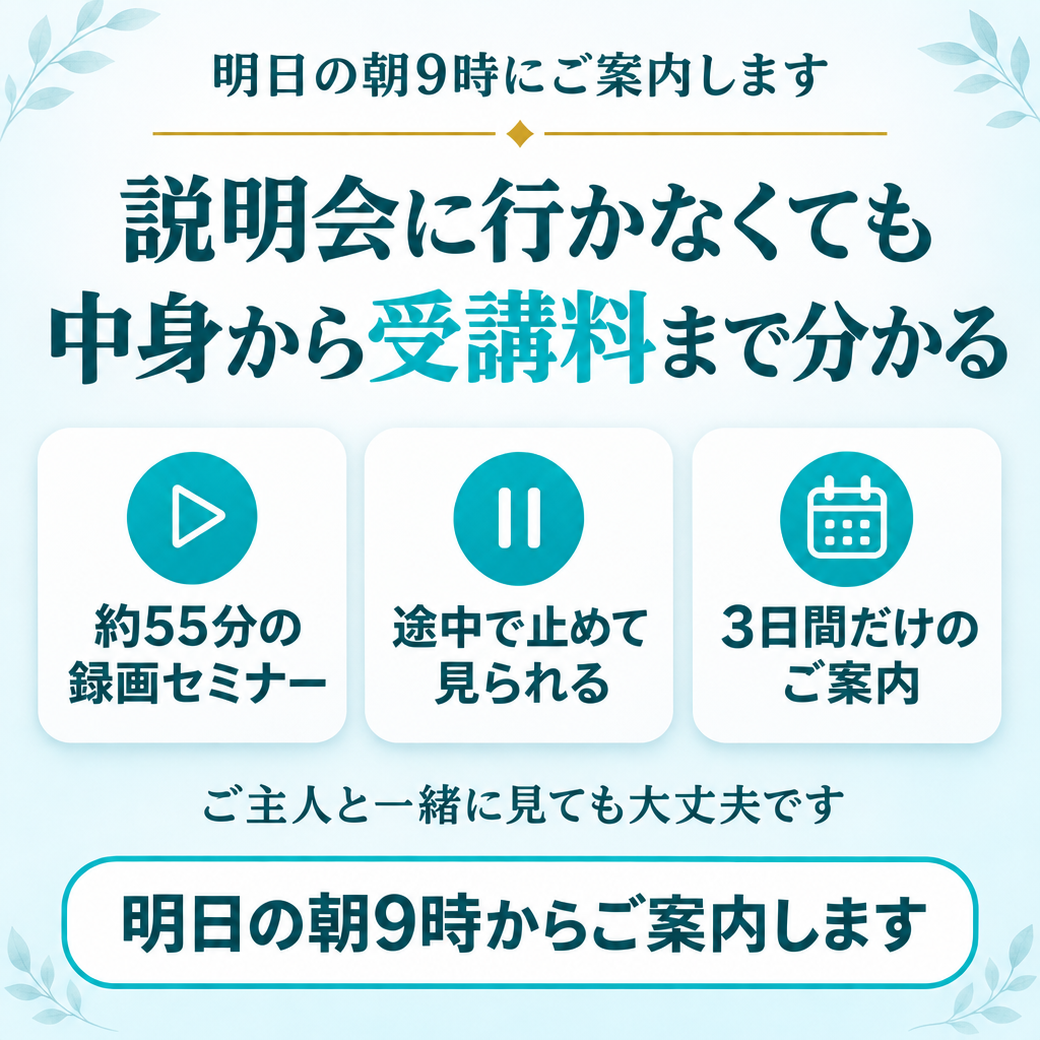 明日の朝9時にご案内します
説明会に行かなくても
中身から受講料まで分かる
約55分の
録画セミナー
途中で止めて
見られる
3日間だけの
ご案内
ご主人と一緒に見ても大丈夫です
明日の朝9時からご案内します